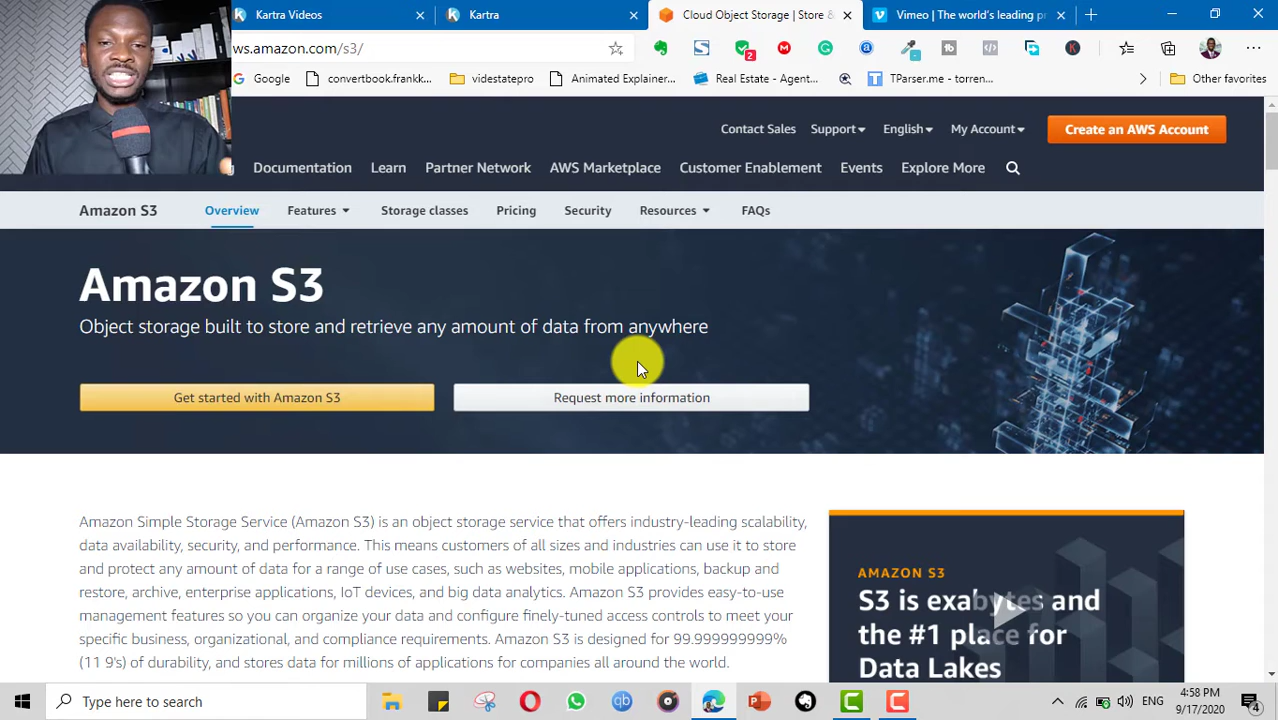 Kartra Videos
Kartra
Cloud Object Storage | Store &
Vimeo | The world's leading pr
ws.amazon.com/s3/
2
Google
convertbook.frankk...
videstatepro
Animated Explainer...
Real Estate - Agent...
TParser.me - torren...
Other favorites
Contact Sales
Support
English
My Account
Create an AWS Account
Documentation
Learn
Partner Network
AWS Marketplace
Customer Enablement
Events
Explore More
Amazon S3
Overview
Features
Storage classes
Pricing
Security
Resources
FAQs
Amazon S3
Object storage built to store and retrieve any amount of data from anywhere
Get started with Amazon S3
Request more information
Amazon Simple Storage Service (Amazon S3) is an object storage service that offers industry-leading scalability,
data availability, security, and performance. This means customers of all sizes and industries can use it to store
and protect any amount of data for a range of use cases, such as websites, mobile applications, backup and
restore, archive, enterprise applications, IoT devices, and big data analytics. Amazon S3 provides easy-to-use
management features so you can organize your data and configure finely-tuned access controls to meet your
specific business, organizational, and compliance requirements. Amazon S3 is designed for 99.999999999%
(11 9's) of durability, and stores data for millions of applications for companies all around the world.
AMAZON S3
S3 is exabytes and
the #1 place for
Data Lakes
Type here to search
ENG
4:58 PM
9/17/2020
4